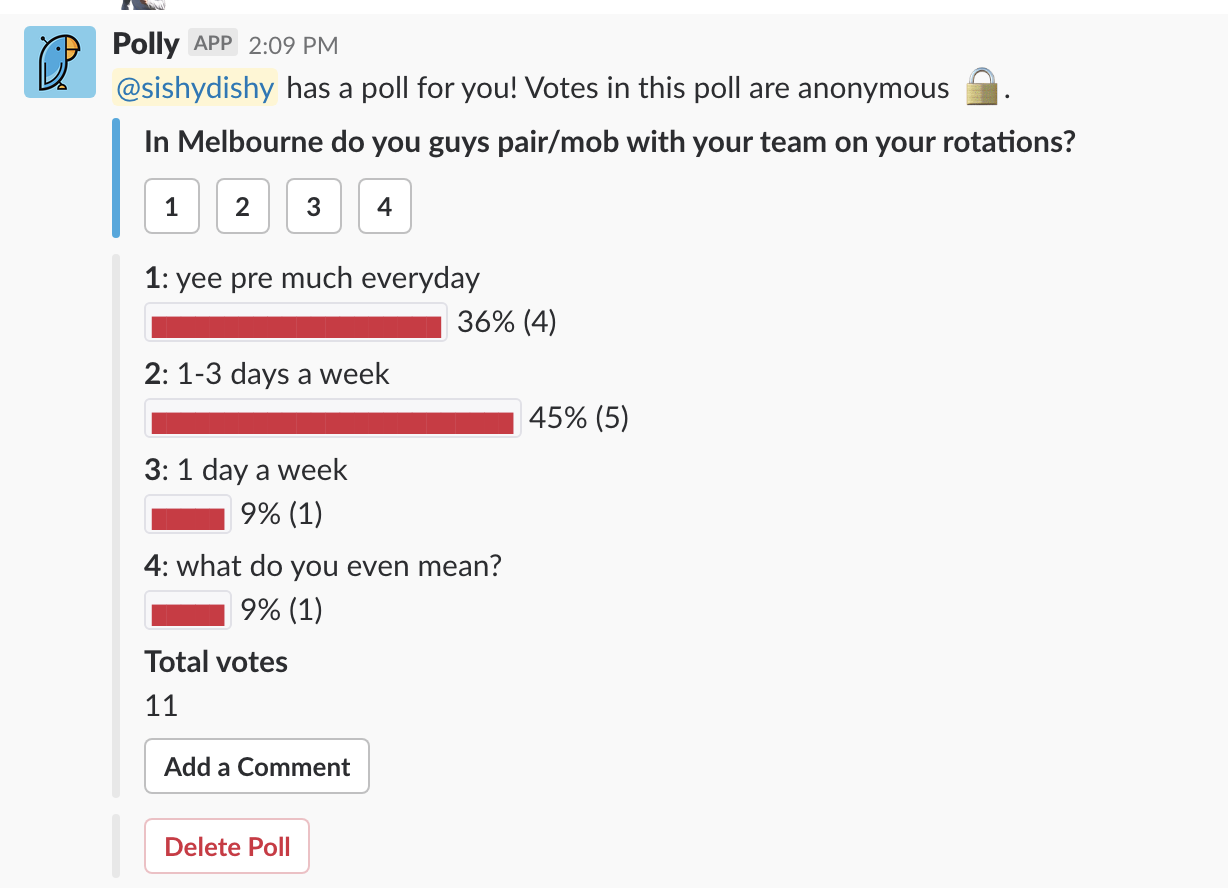 Polly APP 2:09 PM
@sishydishy has a poll for you! Votes in this poll are anonymous .
In Melbourne do you guys pair/mob with your team on your rotations?
1 2 3 4
1: yee pre much everyday
36% (4)
2: 1-3 days a week
45% (5)
3: 1 day a week
9% (1)
4: what do you even mean?
9% (1)
Total votes
11
Add a Comment
Delete Poll